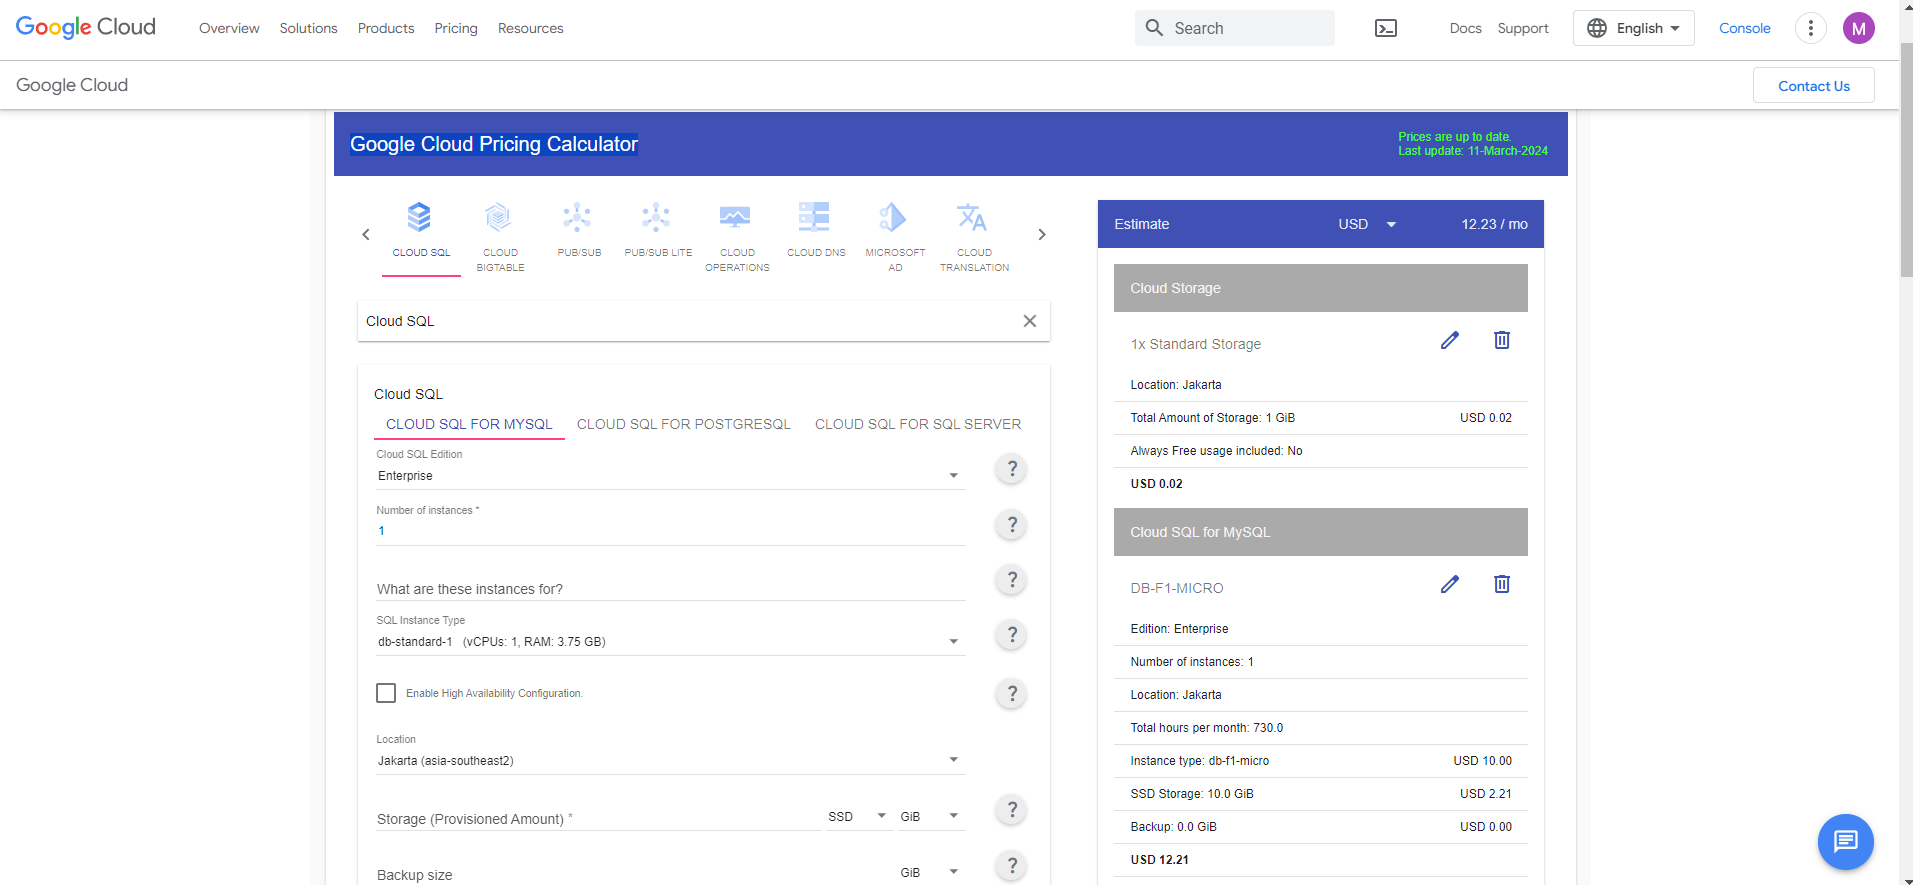 Google Cloud
Overview
Solutions
Products
Pricing
Resources
Search
Docs
Support
English
Console
M
Google Cloud
Contact Us
Google Cloud Pricing Calculator
Prices are up to date.
Last update: 11-March-2024
CLOUD SQL
CLOUD
BIGTABLE
PUB/SUB
PUB/SUB LITE
CLOUD
OPERATIONS
CLOUD DNS
MICROSOFT
AD
CLOUD
TRANSLATION
Cloud SQL
Cloud SQL
CLOUD SQL FOR MYSQL
CLOUD SQL FOR POSTGRESQL
CLOUD SQL FOR SQL SERVER
Cloud SQL Edition
Enterprise
?
Number of instances *
1
?
What are these instances for?
?
SQL Instance Type
db-standard-1 (vCPUs: 1, RAM: 3.75 GB)
?
Enable High Availability Configuration.
?
Location
Jakarta (asia-southeast2)
Storage (Provisioned Amount) *
SSD
GiB
?
Backup size
GiB
?
Estimate
USD
12.23 / mo
Cloud Storage
1x Standard Storage
Location: Jakarta
Total Amount of Storage: 1 GiB
USD 0.02
Always Free usage included: No
USD 0.02
Cloud SQL for MySQL
DB-F1-MICRO
Edition: Enterprise
Number of instances: 1
Location: Jakarta
Total hours per month: 730.0
Instance type: db-f1-micro
USD 10.00
SSD Storage: 10.0 GiB
USD 2.21
Backup: 0.0 GiB
USD 0.00
USD 12.21